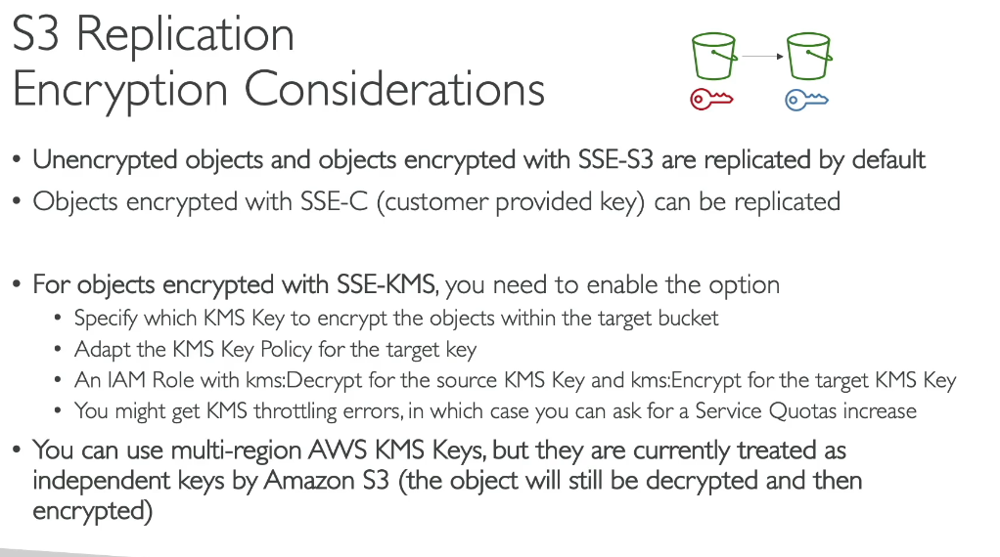 S3 Replication
Encryption Considerations
• Unencrypted objects and objects encrypted with SSE-S3 are replicated by default
• Objects encrypted with SSE-C (customer provided key) can be replicated
• For objects encrypted with SSE-KMS, you need to enable the option
• Specify which KMS Key to encrypt the objects within the target bucket
• Adapt the KMS Key Policy for the target key
• An IAM Role with kms:Decrypt for the source KMS Key and kms:Encrypt for the target KMS Key
• You might get KMS throttling errors, in which case you can ask for a Service Quotas increase
• You can use multi-region AWS KMS Keys, but they are currently treated as
independent keys by Amazon S3 (the object will still be decrypted and then
encrypted)